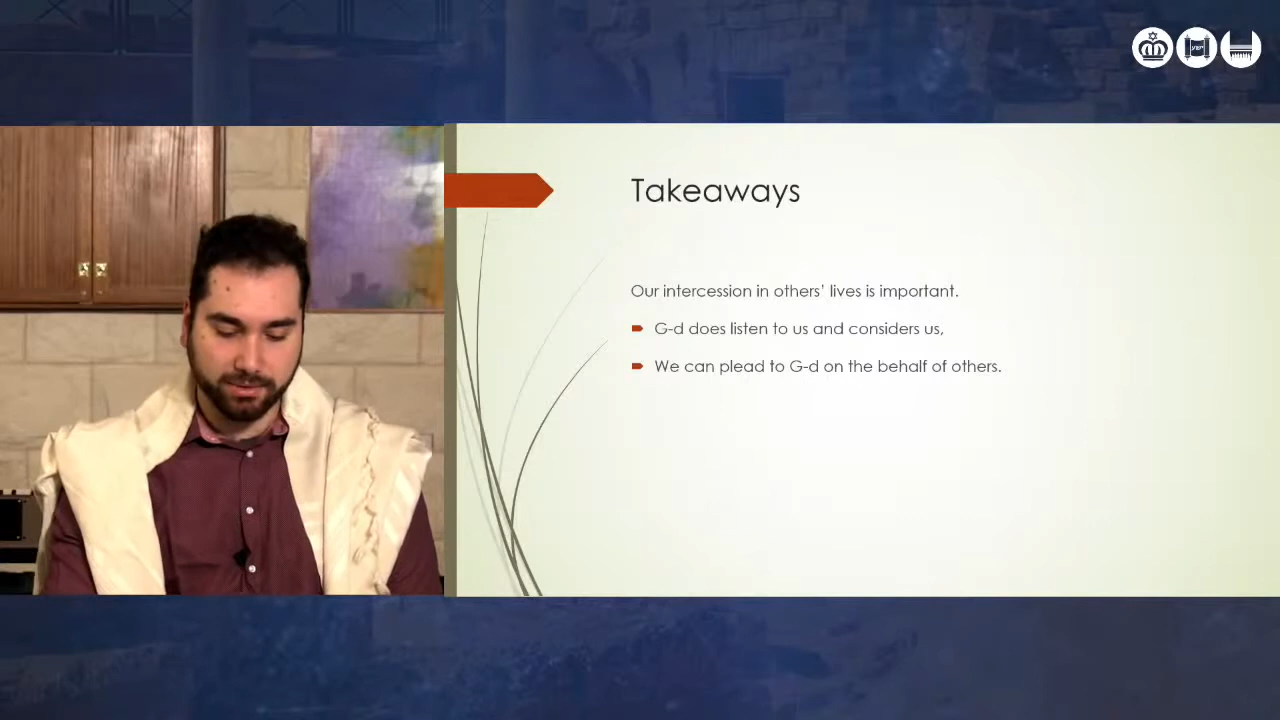 Takeaways
Our intercession in others’ lives is important.
G-d does listen to us and considers us,
We can plead to G-d on the behalf of others.